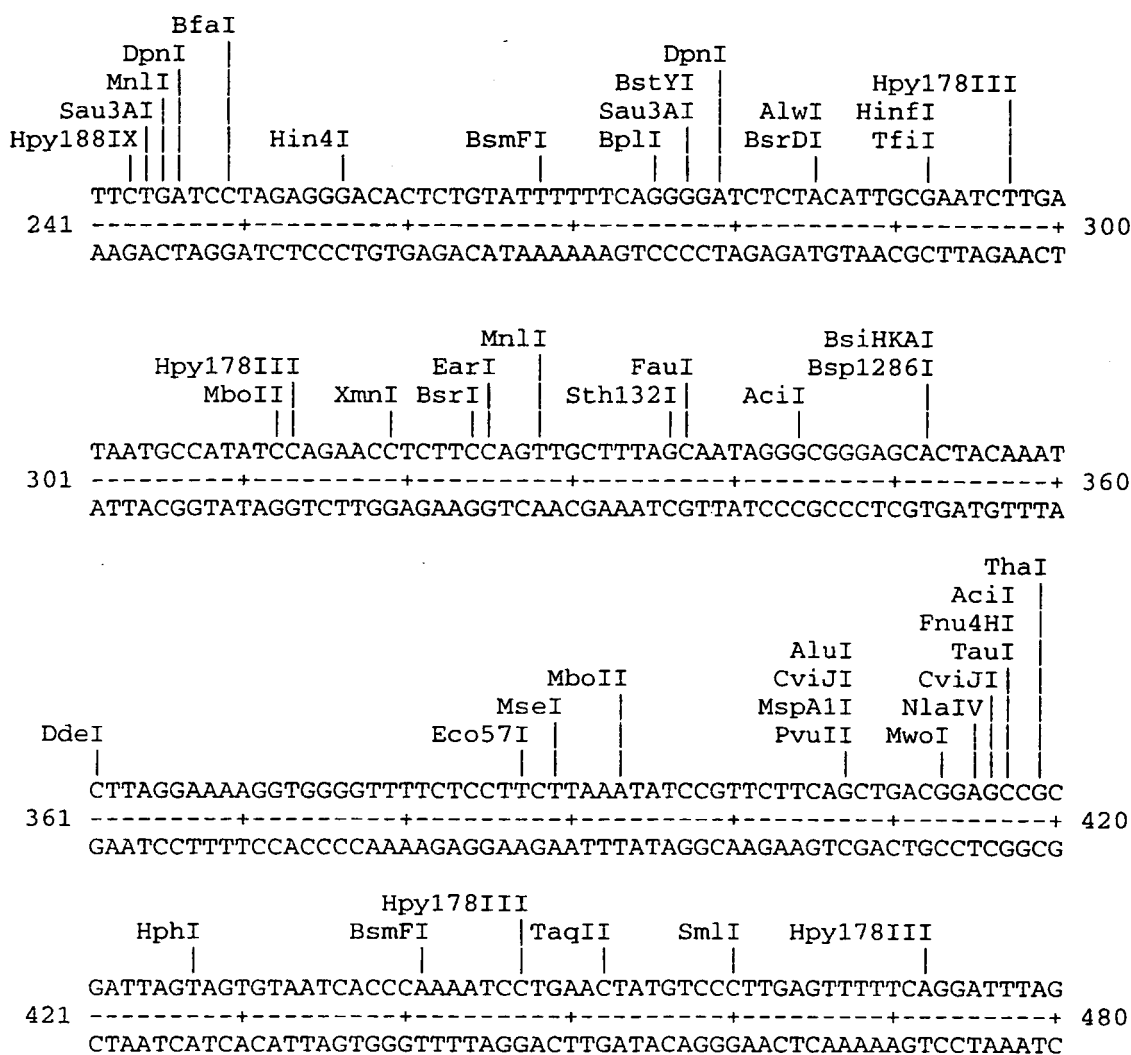 BfaI
DpnI DpnI
MnlI BstYI Hpy178III
Sau3AI Sau3AI AlwI HinfI
Hpy188IX Hin4I BsmFI BplI BsrDI TfiI
TTCTGATCCTAGAGGGACACTCTGTATTTTTTCAGGGGATCTCTACATTGCGAATCTTGA
241 ---------+---------+---------+---------+---------+---------+ 300
AAGACTAGGATCTCCCTGTGAGACATAAAAAAGTCCCCTAGAGATGTAACGCTTAGAACT
MnlI BsiHKAI
Hpy178III EarI FauI Bsp1286I
MboII XmnI BsrI Sth132I AciI
TAATGCCATATCCAGAACCTCTTCCAGTTGCTTTAGCAATAGGGCGGGAGCACTACAAAT
301 ---------+---------+---------+---------+---------+---------+ 360
ATTACGGTATAGGTCTTGGAGAAGGTCAACGAAATCGTTATCCCGCCCTCGTGATGTTTA
ThaI
AciI
Fnu4HI
AluI TauI
MboII CviJI CviJI
MseI MspA1I NlaIV
DdeI Eco57I PvuII MwoI
CTTAGGAAAAGGTGGGGTTTTCTCCTTCTTAAATATCCGTTCTTCAGCTGACGGAGCCGC
361 ---------+---------+---------+---------+---------+---------+ 420
GAATCCTTTTCCACCCCAAAAGAGGAAGAATTTATAGGCAAGAAGTCGACTGCCTCGGCG
Hpy178III
HphI BsmFI TaqII SmlI Hpy178III
GATTAGTAGTGTAATCACCCAAAATCCTGAACTATGTCCCTTGAGTTTTTCAGGATTTAG
421 ---------+---------+---------+---------+---------+---------+ 480
CTAATCATCACATTAGTGGGTTTTAGGACTTGATACAGGGAACTCAAAAAGTCCTAAATC